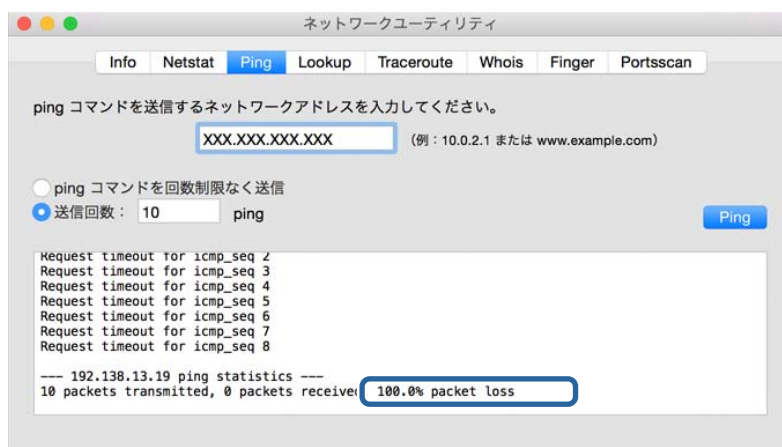 ネットワークユーティリティ
Info Netstat Ping Lookup Traceroute Whois Finger Portsscan
ping コマンドを送信するネットワークアドレスを入力してください。
XXX.XXX.XXX.XXX (例：10.0.2.1 または www.example.com)
ping コマンドを回数制限なく送信
送信回数： 10 ping
Ping
Request timeout for icmp_seq 2
Request timeout for icmp_seq 3
Request timeout for icmp_seq 4
Request timeout for icmp_seq 5
Request timeout for icmp_seq 6
Request timeout for icmp_seq 7
Request timeout for icmp_seq 8
--- 192.138.13.19 ping statistics ---
10 packets transmitted, 0 packets receive 100.0% packet loss